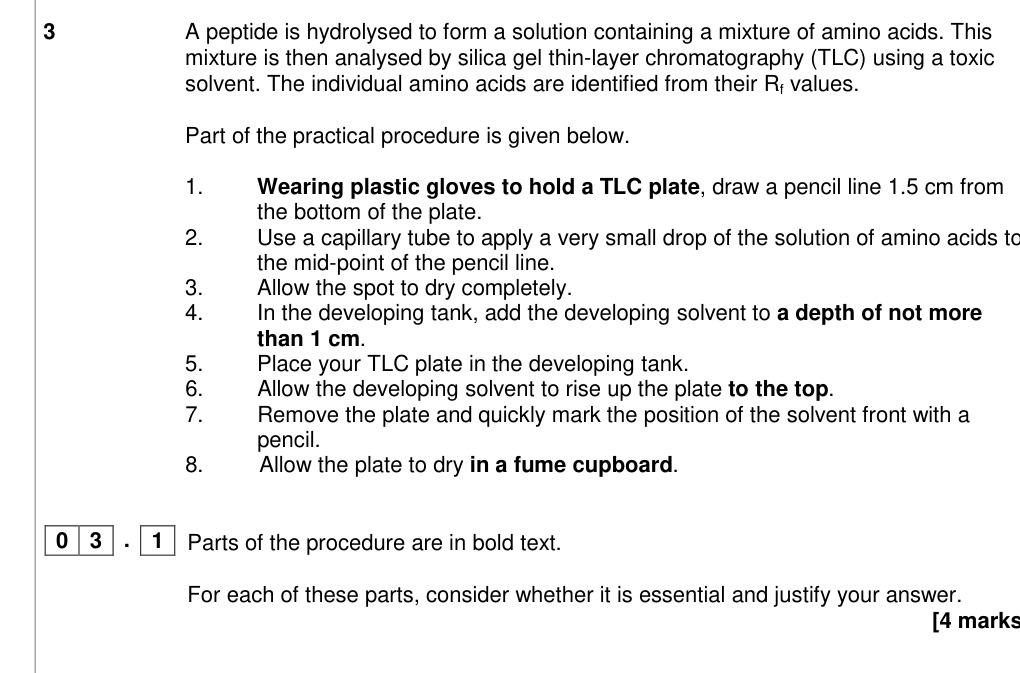 3 A peptide is hydrolysed to form a solution containing a mixture of amino acids. This
mixture is then analysed by silica gel thin-layer chromatography (TLC) using a toxic
solvent. The individual amino acids are identified from their Rf values.
Part of the practical procedure is given below.
1. Wearing plastic gloves to hold a TLC plate, draw a pencil line 1.5 cm from
the bottom of the plate.
2. Use a capillary tube to apply a very small drop of the solution of amino acids to
the mid-point of the pencil line.
3. Allow the spot to dry completely.
4. In the developing tank, add the developing solvent to a depth of not more
than 1 cm.
5. Place your TLC plate in the developing tank.
6. Allow the developing solvent to rise up the plate to the top.
7. Remove the plate and quickly mark the position of the solvent front with a
pencil.
8. Allow the plate to dry in a fume cupboard.
0 3 . 1 Parts of the procedure are in bold text.
For each of these parts, consider whether it is essential and justify your answer.
[4 marks